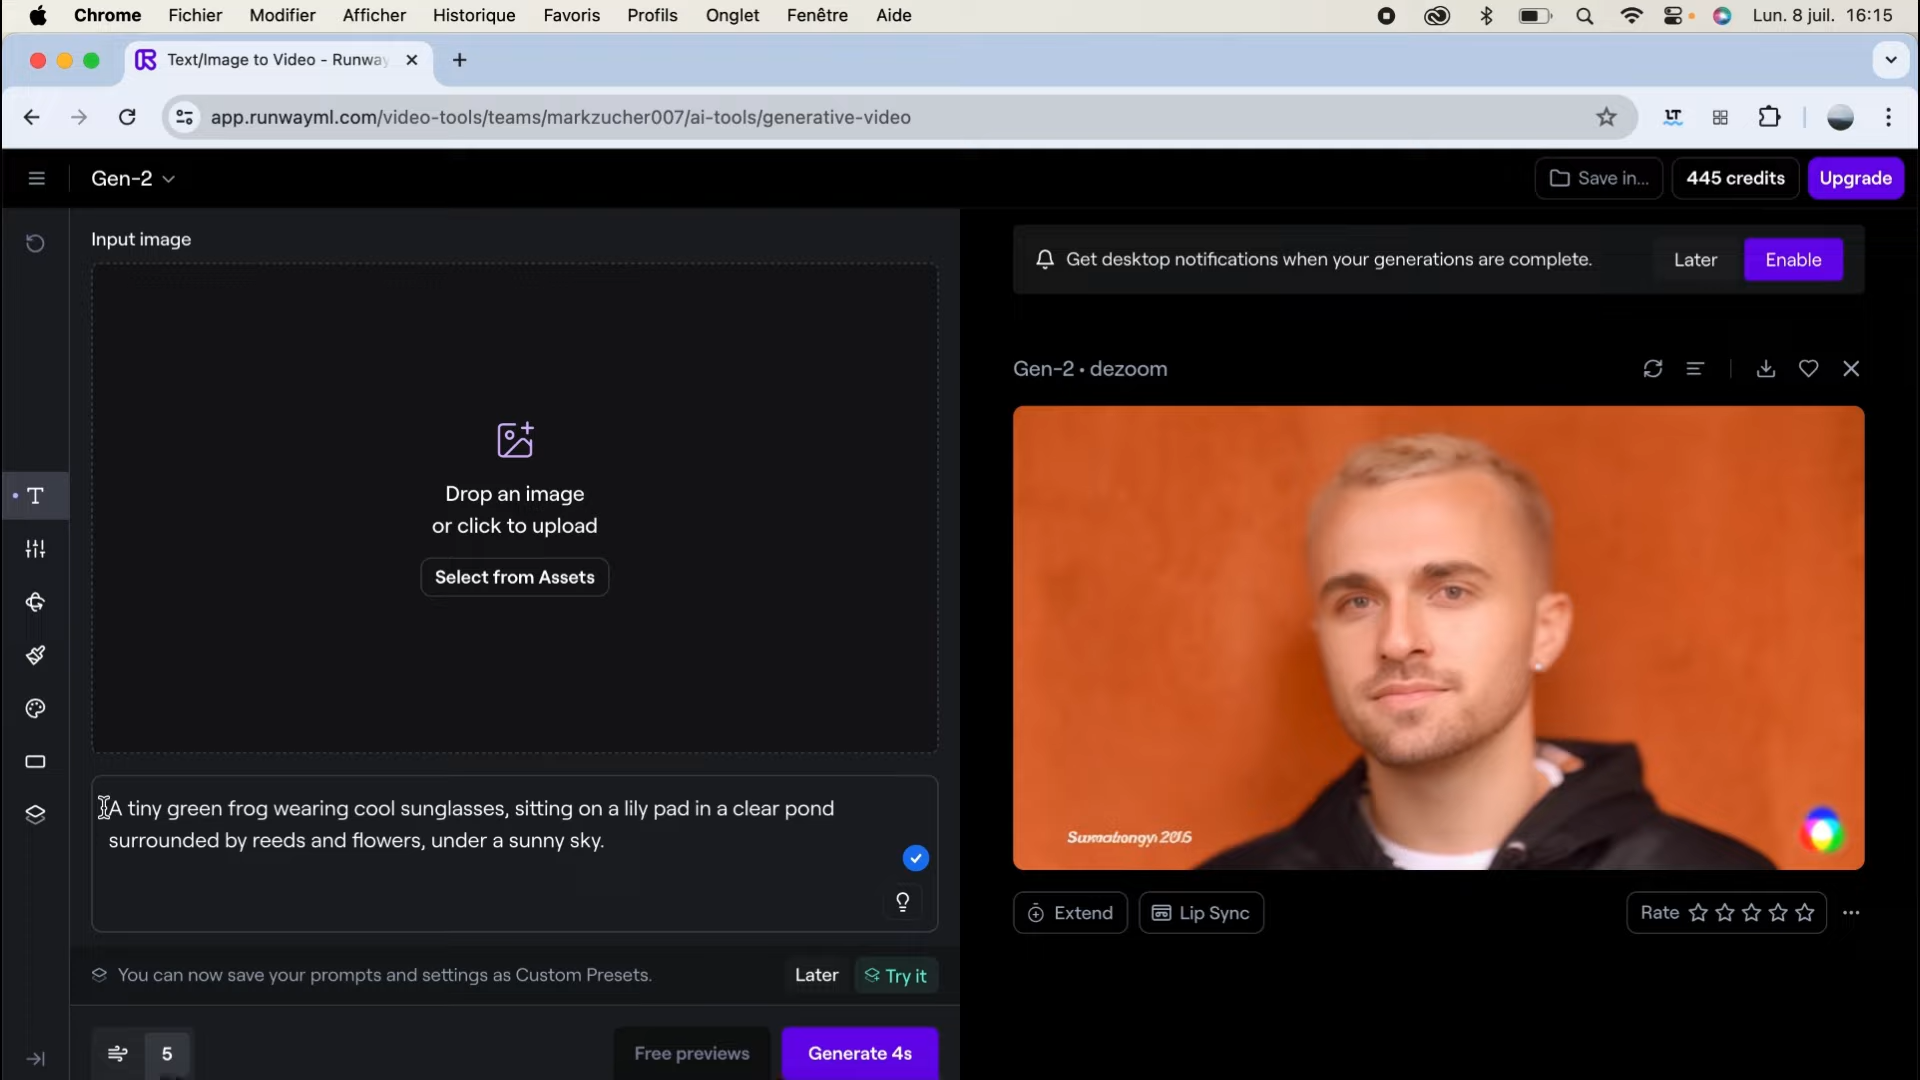 Chrome Fichier Modifier Afficher Historique Favoris Profils Onglet Fenêtre Aide Lun. 8 juil. 16:15
Text/Image to Video - Runway
app.runwayml.com/video-tools/teams/markzucher007/ai-tools/generative-video
LT
Gen-2 Save in... 445 credits Upgrade
Input image
Get desktop notifications when your generations are complete. Later Enable
Gen-2 • dezoom
Drop an image
or click to upload
Select from Assets
T
A tiny green frog wearing cool sunglasses, sitting on a lily pad in a clear pond
surrounded by reeds and flowers, under a sunny sky.
Extend Lip Sync Rate
You can now save your prompts and settings as Custom Presets. Later Try it
5 Free previews Generate 4s